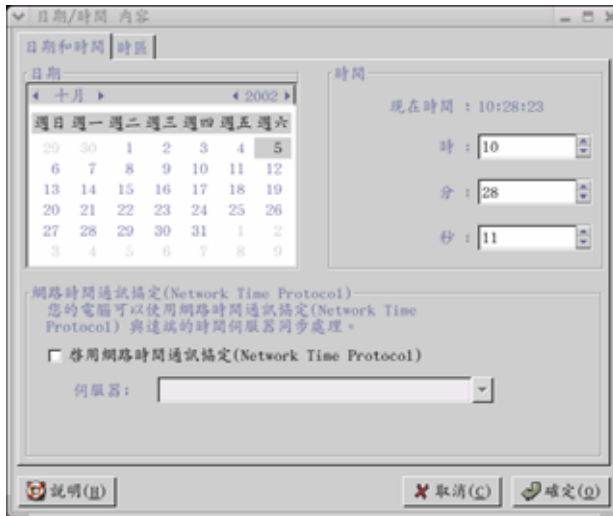 日期/時間 內容
日期和時間 時區
日期
十月 2002
週日 週一 週二 週三 週四 週五 週六
29 30 1 2 3 4 5
6 7 8 9 10 11 12
13 14 15 16 17 18 19
20 21 22 23 24 25 26
27 28 29 30 31 1 2
3 4 5 6 7 8 9
時間
現在時間 : 10:28:23
時 : 10
分 : 28
秒 : 11
網路時間通訊協定(Network Time Protocol)
您的電腦可以使用網路時間通訊協定(Network Time
Protocol) 與遠端的時間伺服器同步處理。
啓用網路時間通訊協定(Network Time Protocol)
伺服器:
説明(H) 取消(C) 確定(O)